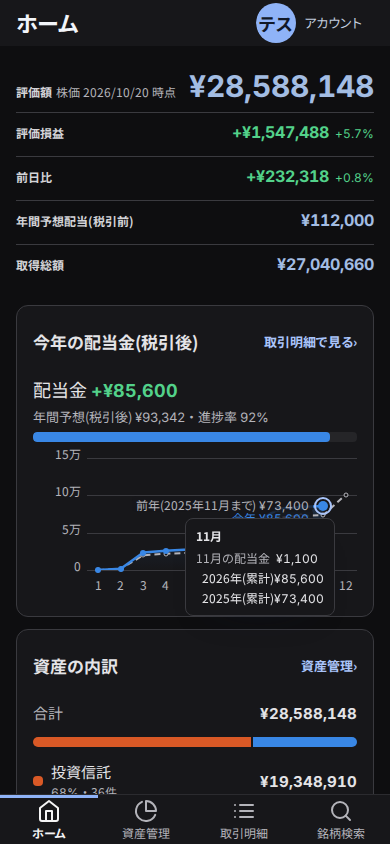 ホーム
テス アカウント
評価額 株価 2026/10/20 時点 ¥28,588,148
評価損益 +¥1,547,488 +5.7%
前日比 +¥232,318 +0.8%
年間予想配当(税引前) ¥112,000
取得総額 ¥27,040,660
今年の配当金(税引後) 取引明細で見る›
配当金 +¥85,600
年間予想(税引後) ¥93,342・進捗率 92%
15万
10万
前年(2025年11月まで) ¥73,400
今年 ¥85,600
5万
0
11月
11月の配当金 ¥1,100
2026年(累計)¥85,600
2025年(累計)¥73,400
1 2 3 4 12
資産の内訳 資産管理›
合計 ¥28,588,148
投資信託 ¥19,348,910
68%・36件
ホーム 資産管理 取引明細 銘柄検索